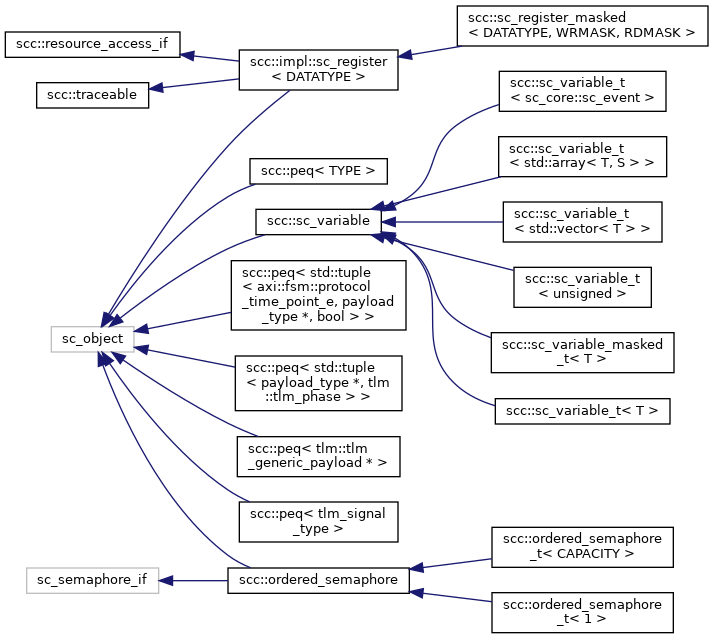 scc::sc_register_masked
< DATATYPE, WRMASK, RDMASK >
scc::resource_access_if
scc::impl::sc_register
< DATATYPE >
scc::traceable
scc::sc_variable_t
< sc_core::sc_event >
scc::sc_variable_t
< std::array< T, S > >
scc::peq< TYPE >
scc::sc_variable
scc::sc_variable_t
< std::vector< T > >
scc::peq< std::tuple
< axi::fsm::protocol
_time_point_e, payload
_type *, bool > >
scc::sc_variable_t
< unsigned >
sc_object
scc::sc_variable_masked
_t< T >
scc::peq< std::tuple
< payload_type *, tlm
::tlm_phase > >
scc::sc_variable_t< T >
scc::peq< tlm::tlm
_generic_payload * >
scc::peq< tlm_signal
_type >
scc::ordered_semaphore
_t< CAPACITY >
sc_semaphore_if
scc::ordered_semaphore
scc::ordered_semaphore
_t< 1 >